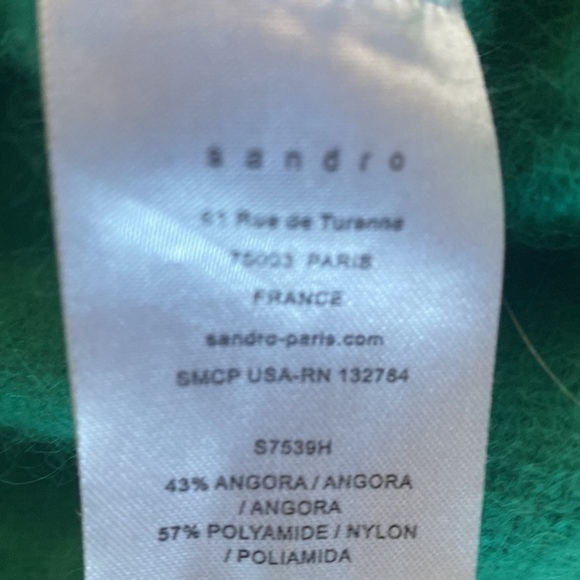 sandro
61 Rue de Turenne
75003 PARIS
FRANCE
sandro-paris.com
SMCP USA-RN 132784
S7539H
43% ANGORA / ANGORA
/ ANGORA
57% POLYAMIDE / NYLON
/ POLIAMIDA